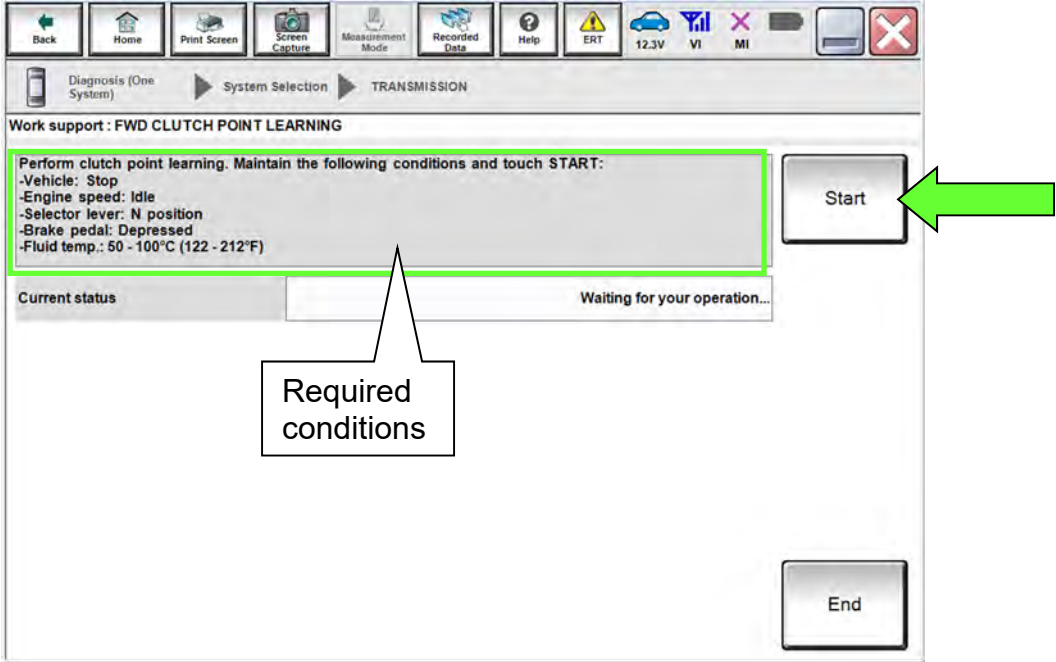 Back
Home
Print Screen
Screen
Capture
Measurement
Mode
Recorded
Data
Help
ERT
12.3V
VI
MI
Diagnosis (One
System)
System Selection
TRANSMISSION
Work support : FWD CLUTCH POINT LEARNING
Perform clutch point learning. Maintain the following conditions and touch START:
-Vehicle: Stop
-Engine speed: Idle
-Selector lever: N position
-Brake pedal: Depressed
-Fluid temp.: 50 - 100°C (122 - 212°F)
Start
Current status
Waiting for your operation...
Required
conditions
End